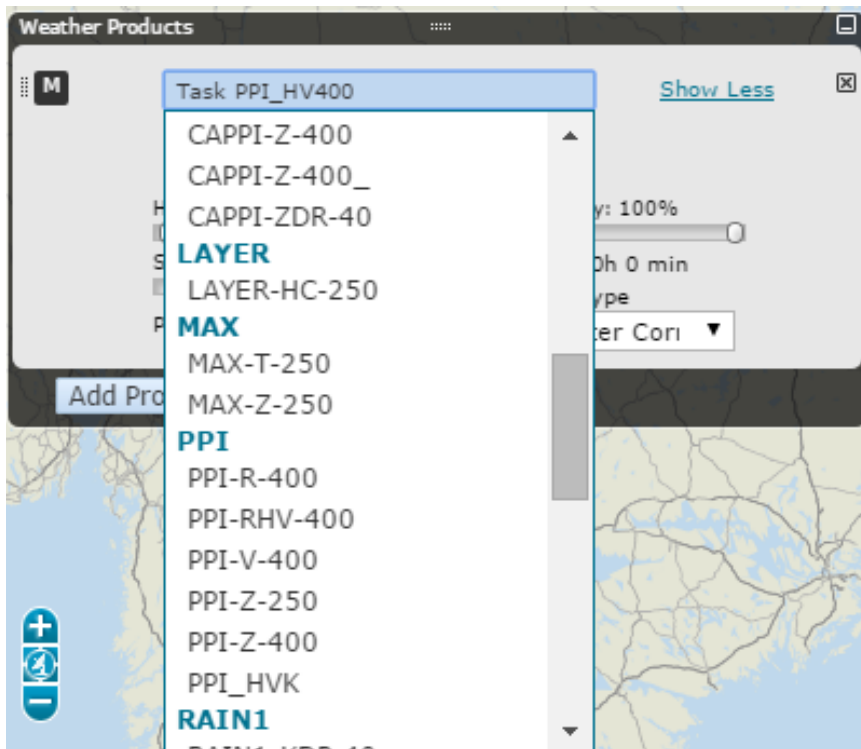 Weather Products
M
Task PPI_HV400
Show Less
CAPPI-Z-400
CAPPI-Z-400_
CAPPI-ZDR-40
y: 100%
LAYER
0h 0 min
LAYER-HC-250
ype
MAX
MAX-T-250
MAX-Z-250
Add Pro
PPI
PPI-R-400
PPI-RHV-400
PPI-V-400
PPI-Z-250
PPI-Z-400
PPI_HVK
RAIN1